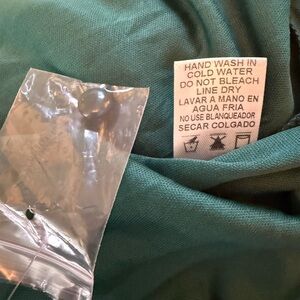 HAND WASH IN
COLD WATER
DO NOT BLEACH
LINE DRY
LAVAR A MANO EN
AGUA FRIA
NO USE BLANQUEADOR
SECAR COLGADO